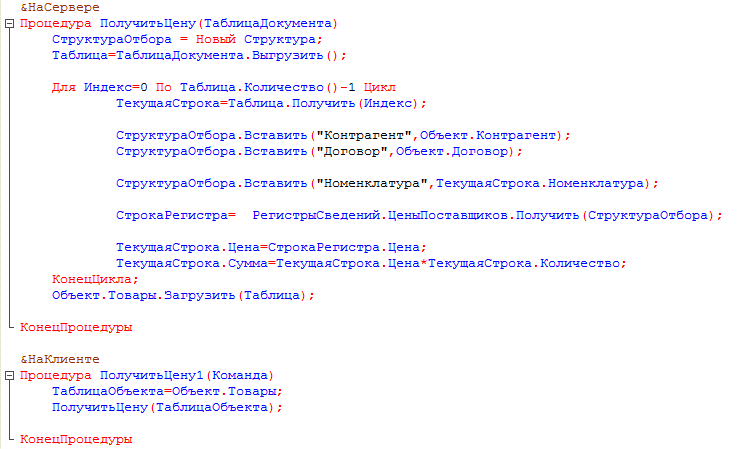 &НаСервере
Процедура ПолучитьЦену(ТаблицаДокумента)
СтруктураОтбора = Новый Структура;
Таблица=ТаблицаДокумента.Выгрузить();
Для Индекс=0 По Таблица.Количество()-1 Цикл
ТекущаяСтрока=Таблица.Получить(Индекс);
СтруктураОтбора.Вставить("Контрагент",Объект.Контрагент);
СтруктураОтбора.Вставить("Договор",Объект.Договор);
СтруктураОтбора.Вставить("Номенклатура",ТекущаяСтрока.Номенклатура);
СтрокаРегистра=  РегистрыСведений.ЦеныПоставщиков.Получить(СтруктураОтбора);
ТекущаяСтрока.Цена=СтрокаРегистра.Цена;
ТекущаяСтрока.Сумма=ТекущаяСтрока.Цена*ТекущаяСтрока.Количество;
КонецЦикла;
Объект.Товары.Загрузить(Таблица);
КонецПроцедуры
&НаКлиенте
Процедура ПолучитьЦену1(Команда)
ТаблицаОбъекта=Объект.Товары;
ПолучитьЦену(ТаблицаОбъекта);
КонецПроцедуры